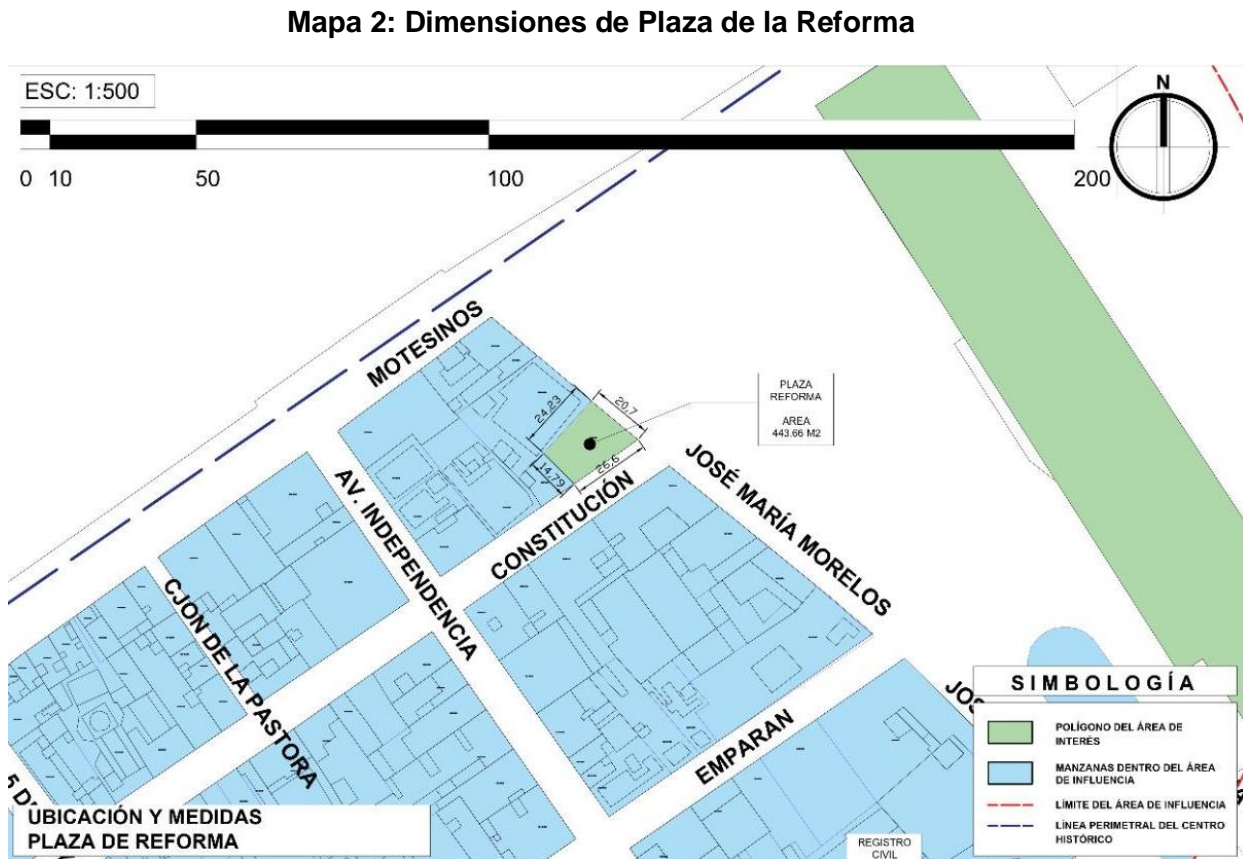 Mapa 2: Dimensiones de Plaza de la Reforma
ESC: 1:500
N
0 10 50 100 200
MOTESINOS
24,23
20,7
PLAZA
REFORMA
AREA
443.66 M2
14,79
26,6
JOSÉ MARÍA MORELOS
CONSTITUCIÓN
AV. INDEPENDENCIA
CJON DE LA PASTORA
EMPARAN
JOS
5 D
SIMBOLOGÍA
POLÍGONO DEL ÁREA DE
INTERÉS
MANZANAS DENTRO DEL ÁREA
DE INFLUENCIA
LÍMITE DEL ÁREA DE INFLUENCIA
LÍNEA PERIMETRAL DEL CENTRO
HISTÓRICO
UBICACIÓN Y MEDIDAS
PLAZA DE REFORMA
REGISTRO
CIVIL